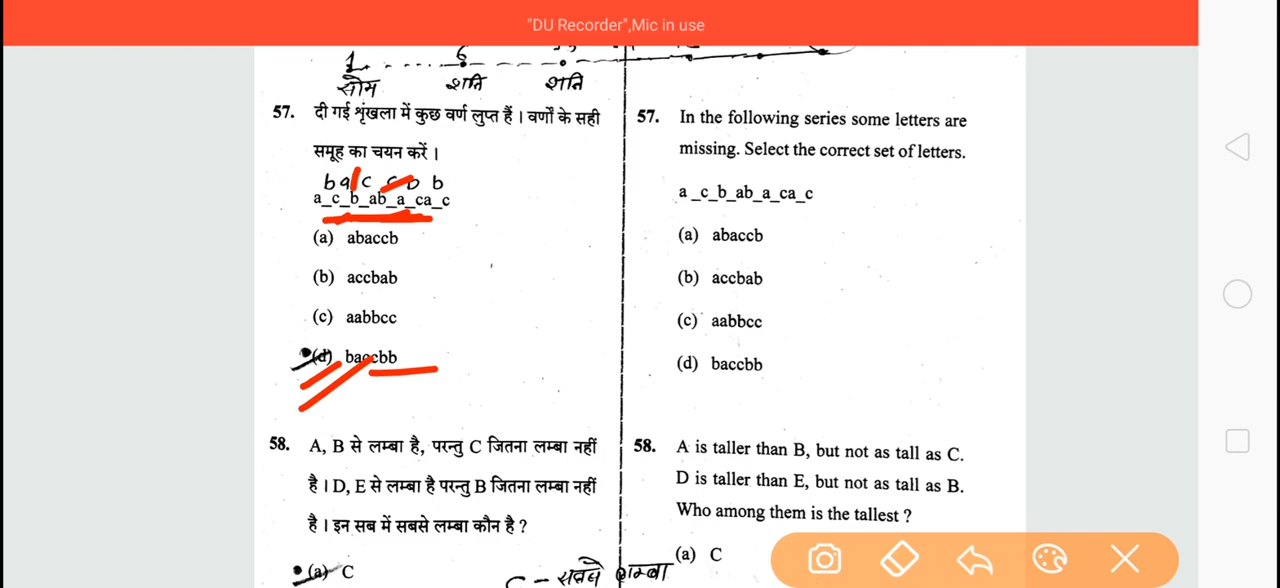 "DU Recorder",Mic in use
1
6
सोम
शनि
शनि
57. दी गई शृंखला में कुछ वर्ण लुप्त हैं । वर्णों के सही
समूह का चयन करें ।
b a c c b b
a_c_b_ab_a_ca_c
(a) abaccb
(b) accbab
(c) aabbcc
(d) baccbb
58. A, B से लम्बा है, परन्तु C जितना लम्बा नहीं
है । D, E से लम्बा है परन्तु B जितना लम्बा नहीं
है । इन सब में सबसे लम्बा कौन है ?
(a) C
C – सबसे लम्बा
57. In the following series some letters are
missing. Select the correct set of letters.
a _c_b_ab_a_ca_c
(a) abaccb
(b) accbab
(c) aabbcc
(d) baccbb
58. A is taller than B, but not as tall as C.
D is taller than E, but not as tall as B.
Who among them is the tallest ?
(a) C